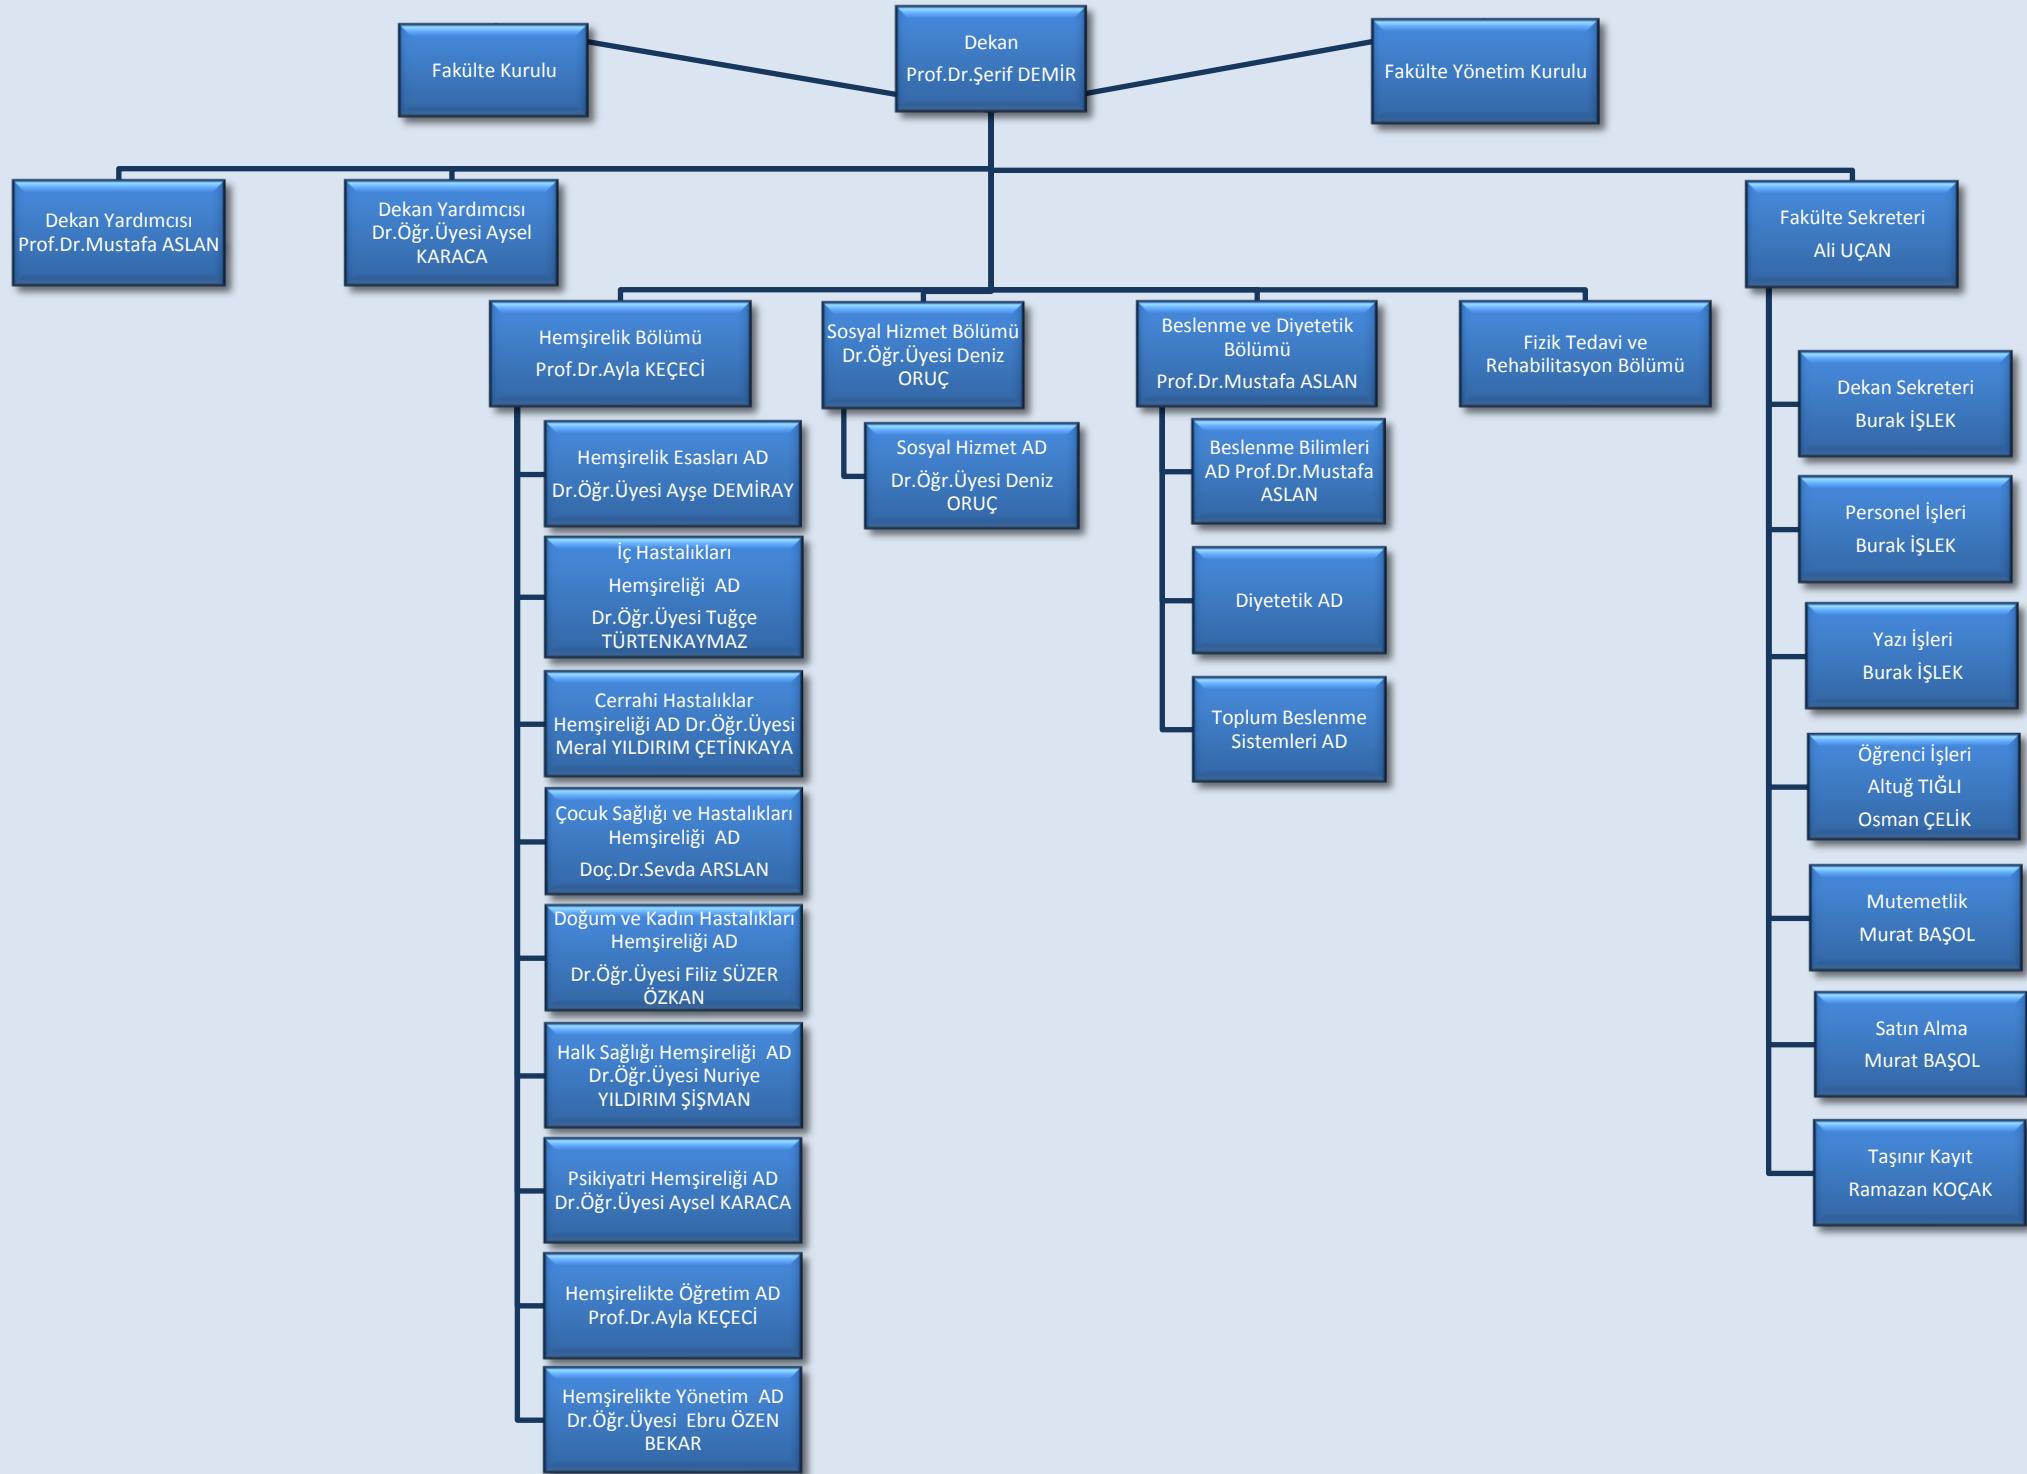 Fakülte Kurulu
Dekan
Prof.Dr.Şerif DEMİR
Fakülte Yönetim Kurulu
Dekan Yardımcısı
Prof.Dr.Mustafa ASLAN
Dekan Yardımcısı
Dr.Öğr.Üyesi Aysel
KARACA
Fakülte Sekreteri
Ali UÇAN
Hemşirelik Bölümü
Prof.Dr.Ayla KEÇECİ
Hemşirelik Esasları AD
Dr.Öğr.Üyesi Ayşe DEMİRAY
İç Hastalıkları
Hemşireliği  AD
Dr.Öğr.Üyesi Tuğçe
TÜRTENKAYMAZ
Cerrahi Hastalıklar
Hemşireliği AD Dr.Öğr.Üyesi
Meral YILDIRIM ÇETİNKAYA
Çocuk Sağlığı ve Hastalıkları
Hemşireliği  AD
Doç.Dr.Sevda ARSLAN
Doğum ve Kadın Hastalıkları
Hemşireliği AD
Dr.Öğr.Üyesi Filiz SÜZER
ÖZKAN
Halk Sağlığı Hemşireliği  AD
Dr.Öğr.Üyesi Nuriye
YILDIRIM ŞİŞMAN
Psikiyatri Hemşireliği AD
Dr.Öğr.Üyesi Aysel KARACA
Hemşirelikte Öğretim AD
Prof.Dr.Ayla KEÇECİ
Hemşirelikte Yönetim  AD
Dr.Öğr.Üyesi  Ebru ÖZEN
BEKAR
Sosyal Hizmet Bölümü
Dr.Öğr.Üyesi Deniz
ORUÇ
Sosyal Hizmet AD
Dr.Öğr.Üyesi Deniz
ORUÇ
Beslenme ve Diyetetik
Bölümü
Prof.Dr.Mustafa ASLAN
Beslenme Bilimleri
AD Prof.Dr.Mustafa
ASLAN
Diyetetik AD
Toplum Beslenme
Sistemleri AD
Fizik Tedavi ve
Rehabilitasyon Bölümü
Dekan Sekreteri
Burak İŞLEK
Personel İşleri
Burak İŞLEK
Yazı İşleri
Burak İŞLEK
Öğrenci İşleri
Altuğ TIĞLI
Osman ÇELİK
Mutemetlik
Murat BAŞOL
Satın Alma
Murat BAŞOL
Taşınır Kayıt
Ramazan KOÇAK